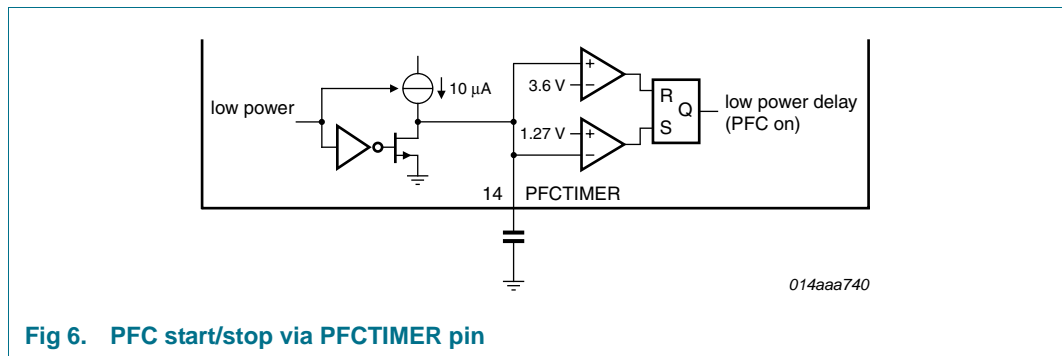 low power
10 μA
+
3.6 V
−
1.27 V
+
−
R
Q
S
low power delay
(PFC on)
14 PFCTIMER
014aaa740
Fig 6. PFC start/stop via PFCTIMER pin